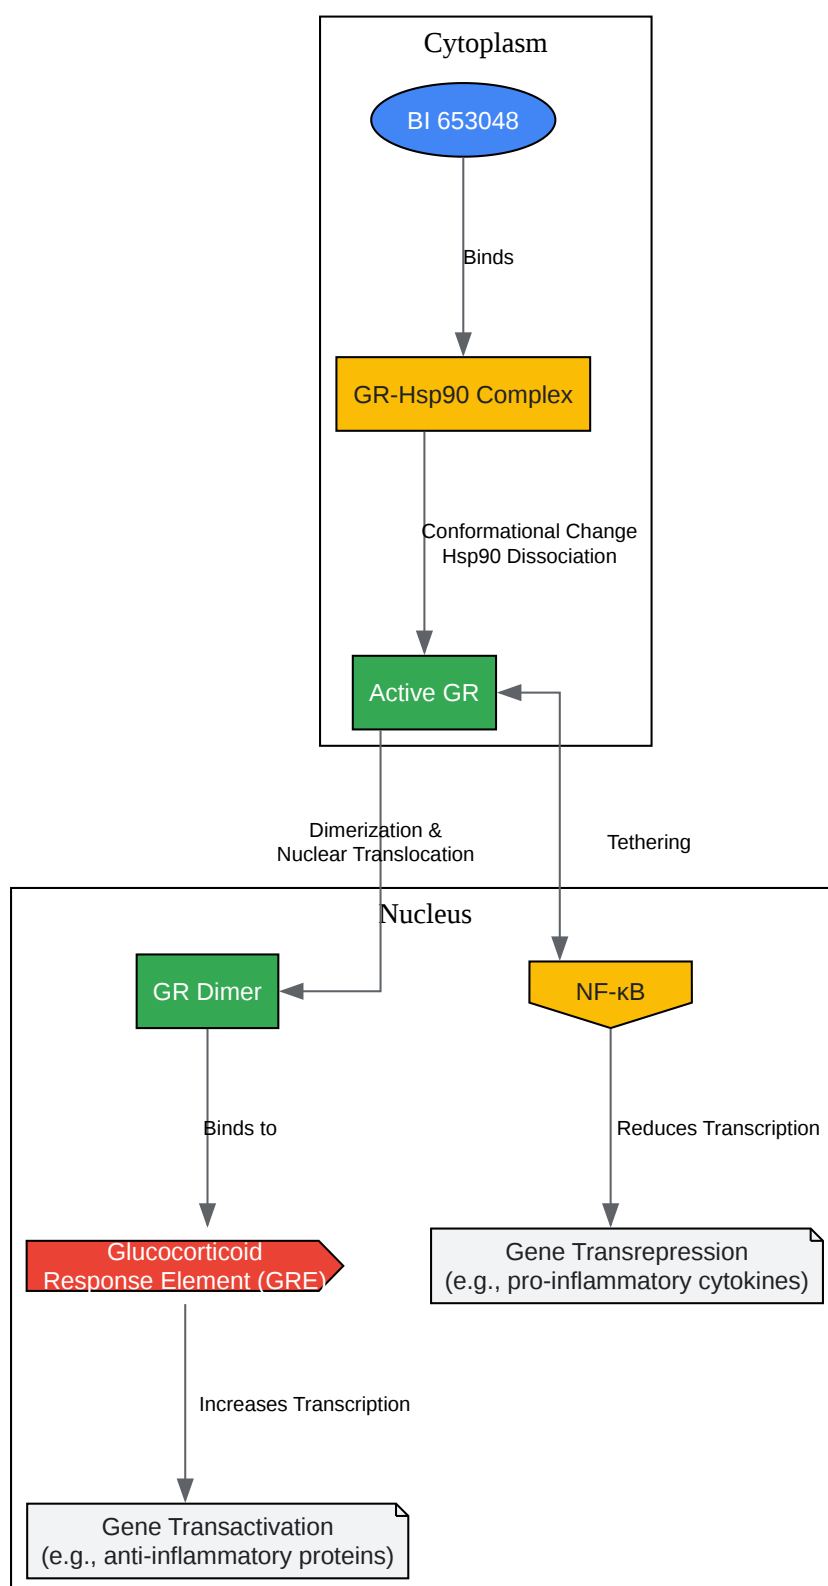 Cytoplasm
BI 653048
Binds
GR-Hsp90 Complex
Conformational Change
Hsp90 Dissociation
Active GR
Dimerization &
Nuclear Translocation
Tethering
Nucleus
GR Dimer
NF-κB
Binds to
Reduces Transcription
Glucocorticoid
Response Element (GRE)
Gene Transrepression
(e.g., pro-inflammatory cytokines)
Increases Transcription
Gene Transactivation
(e.g., anti-inflammatory proteins)